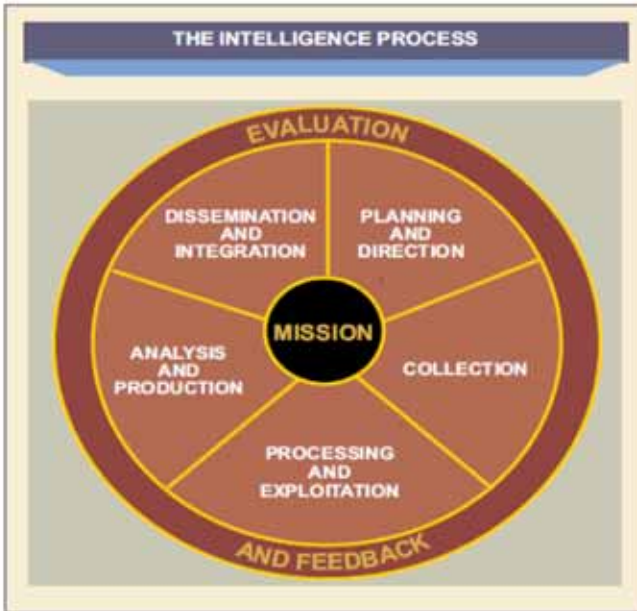 THE INTELLIGENCE PROCESS
EVALUATION
DISSEMINATION
AND
INTEGRATION
PLANNING
AND
DIRECTION
MISSION
ANALYSIS
AND
PRODUCTION
COLLECTION
PROCESSING
AND
EXPLOITATION
AND FEEDBACK